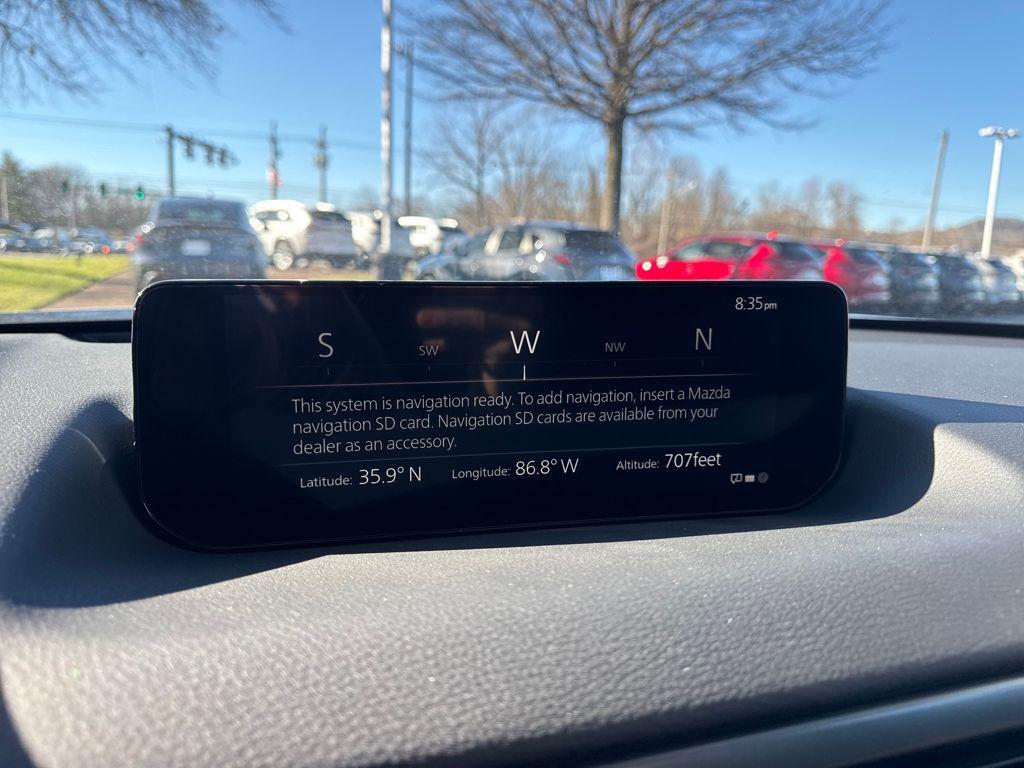 8:35pm
S SW W NW N
This system is navigation ready. To add navigation, insert a Mazda
navigation SD card. Navigation SD cards are available from your
dealer as an accessory.
Latitude: 35.9° N Longitude: 86.8° W Altitude: 707feet